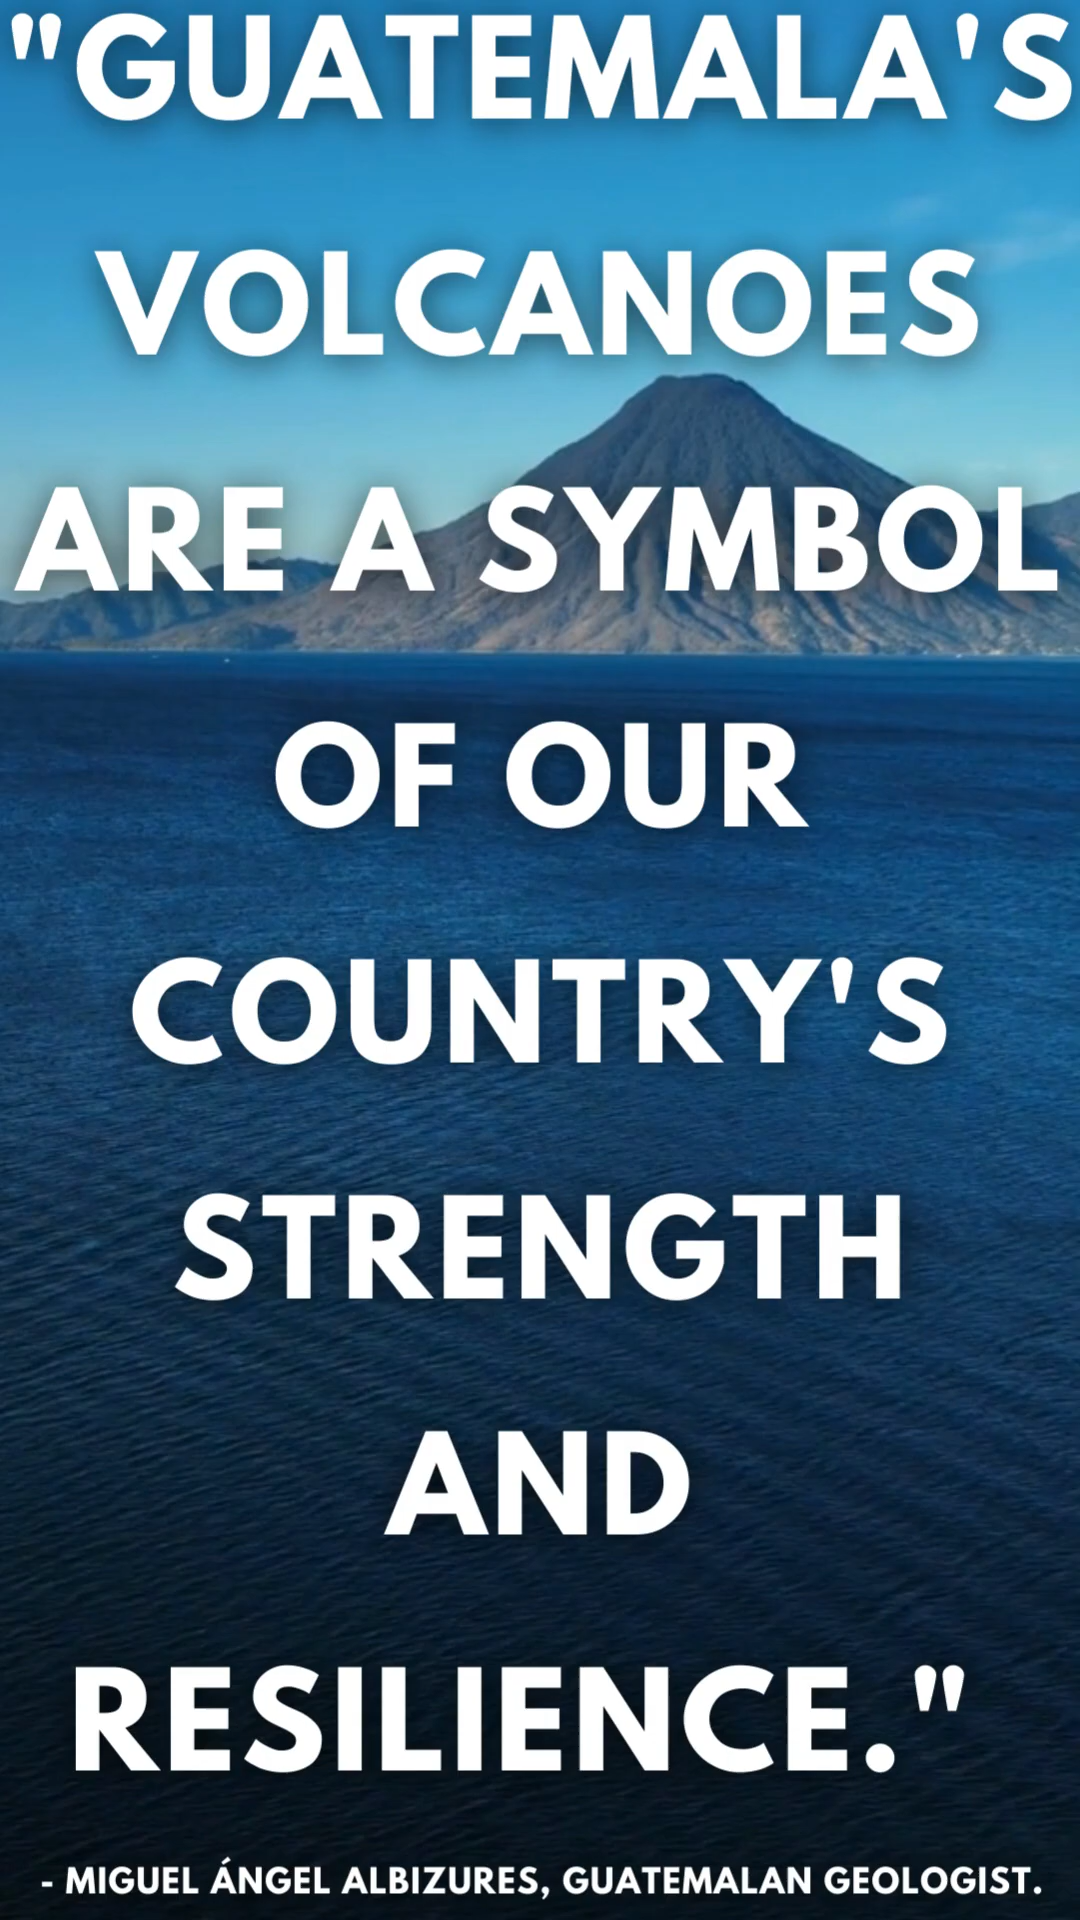 "GUATEMALA'S
VOLCANOES
ARE A SYMBOL
OF OUR
COUNTRY'S
STRENGTH
AND
RESILIENCE."
- MIGUEL ÁNGEL ALBIZURES, GUATEMALAN GEOLOGIST.